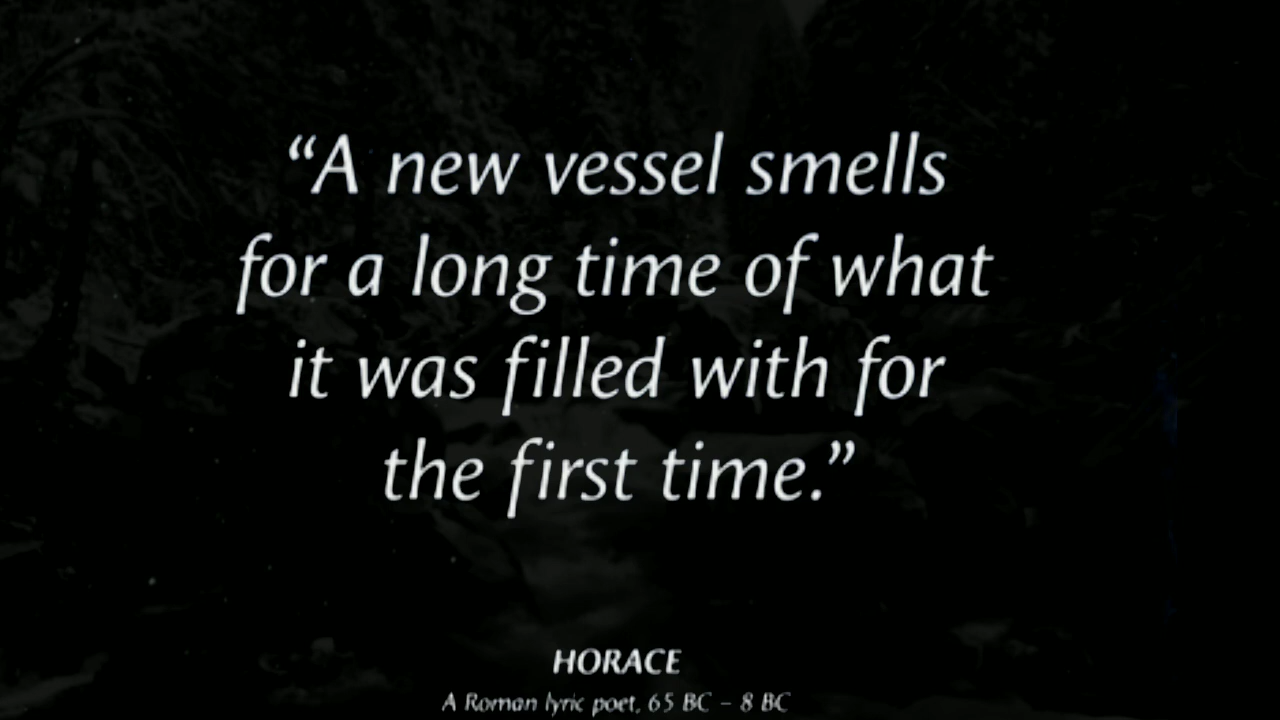 “A new vessel smells
for a long time of what
it was filled with for
the first time.”
HORACE
A Roman lyric poet, 65 BC – 8 BC